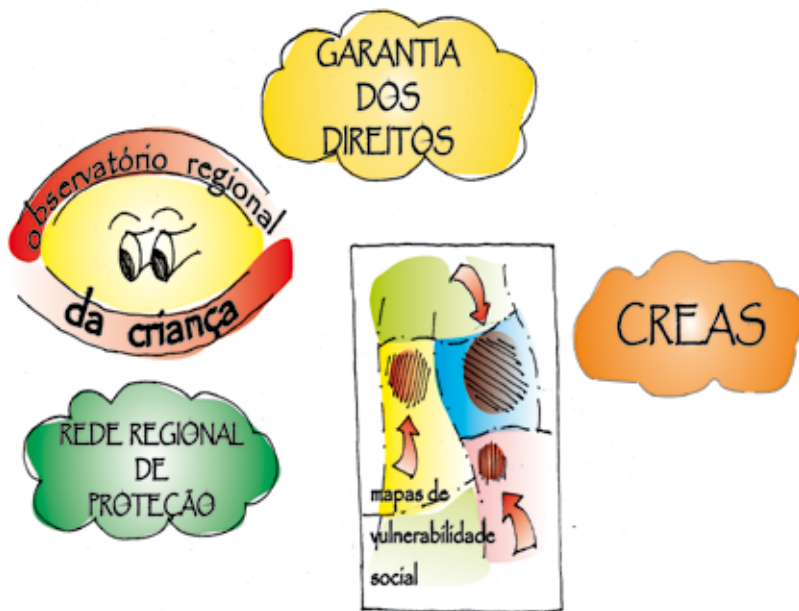 GARANTIA
DOS
DIREITOS
observatório regional
da criança
CREAS
REDE REGIONAL
DE
PROTEÇÃO
mapas de
vulnerabilidade
social